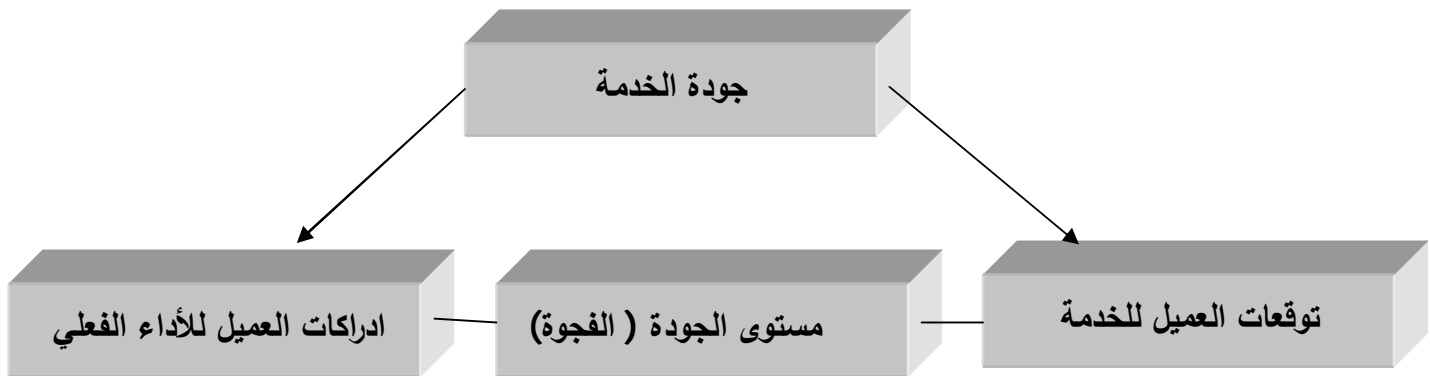 جودة الخدمة
توقعات العميل للخدمة
مستوى الجودة ( الفجوة)
ادراكات العميل للأداء الفعلي